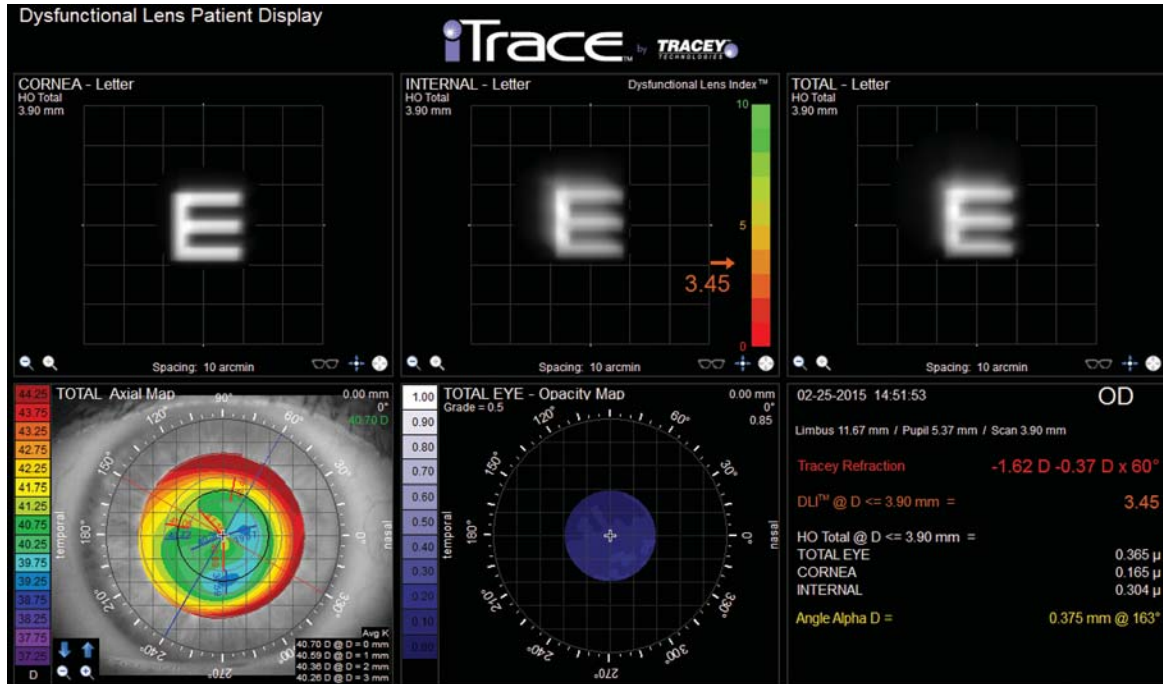 Dysfunctional Lens Patient Display
iTrace™ by TRACEY
TECHNOLOGIES
CORNEA - Letter
HO Total
3.90 mm
Spacing: 10 arcmin
INTERNAL - Letter
Dysfunctional Lens Index™
HO Total
3.90 mm
10
5
3.45
0
Spacing: 10 arcmin
TOTAL - Letter
HO Total
3.90 mm
Spacing: 10 arcmin
E
E
E
TOTAL Axial Map
0.00 mm
0°
40.70 D
44.25
43.75
43.25
42.75
42.25
41.75
41.25
40.75
40.25
39.75
39.25
38.75
38.25
37.75
37.25
D
90°
120°
60°
150°
30°
180°
0°
210°
330°
240°
300°
270°
temporal
nasal
Avg K
40.70 D @ D = 0 mm
40.59 D @ D = 1 mm
40.36 D @ D = 2 mm
40.26 D @ D = 3 mm
TOTAL EYE - Opacity Map
Grade = 0.5
0.00 mm
0°
0.85
1.00
0.90
0.80
0.70
0.60
0.50
0.40
0.30
0.20
0.10
0.00
120°
60°
150°
30°
180°
0°
210°
330°
240°
300°
270°
temporal
nasal
02-25-2015 14:51:53
OD
Limbus 11.67 mm / Pupil 5.37 mm / Scan 3.90 mm
Tracey Refraction -1.62 D -0.37 D x 60°
DLI™ @ D <= 3.90 mm = 3.45
HO Total @ D <= 3.90 mm =
TOTAL EYE 0.365 µ
CORNEA 0.165 µ
INTERNAL 0.304 µ
Angle Alpha D = 0.375 mm @ 163°